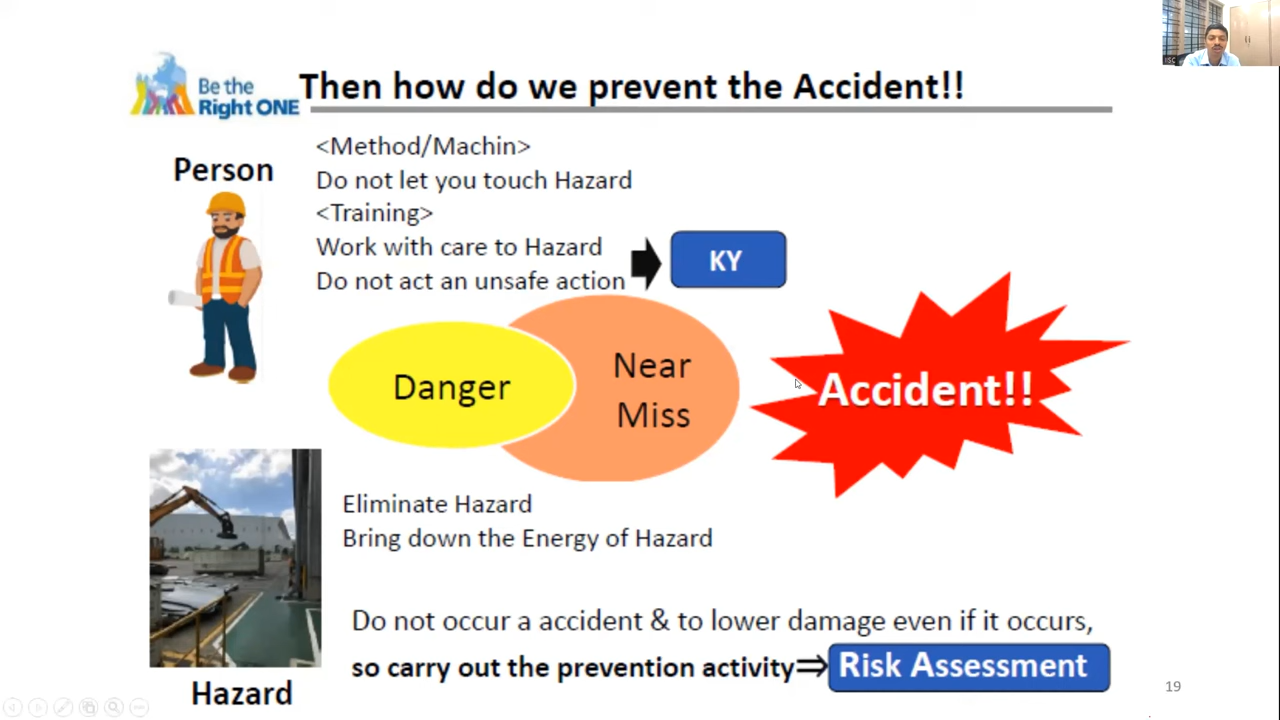 Be the
Right ONE
Then how do we prevent the Accident!!
Person
<Method/Machin>
Do not let you touch Hazard
<Training>
Work with care to Hazard
Do not act an unsafe action
KY
Danger
Near
Miss
Accident!!
Eliminate Hazard
Bring down the Energy of Hazard
Do not occur a accident & to lower damage even if it occurs,
so carry out the prevention activity⇒
Risk Assessment
Hazard
19